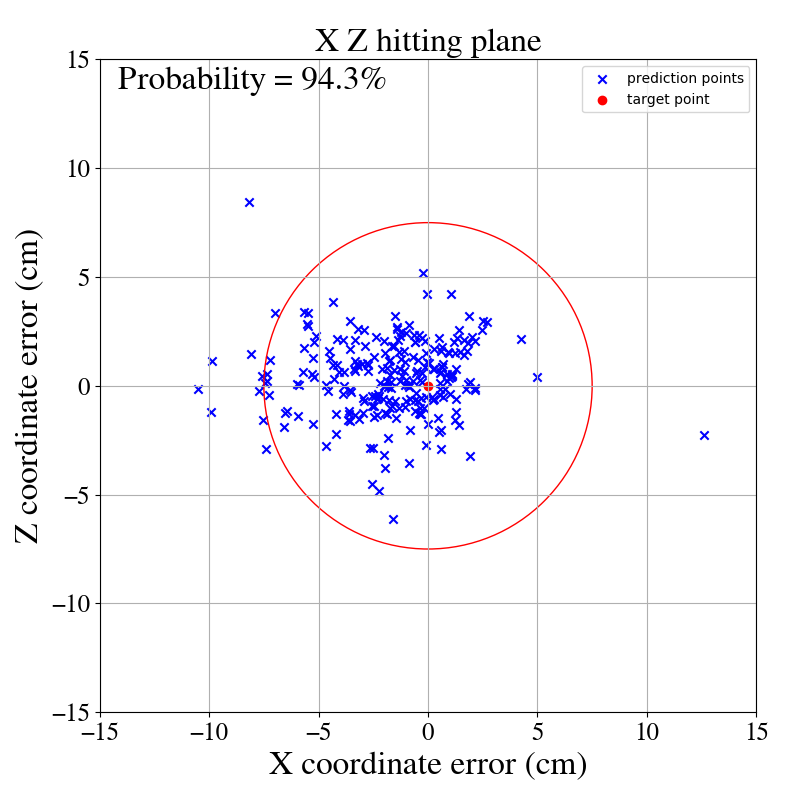 X Z hitting plane
Probability = 94.3%
prediction points
target point
15
10
5
0
−5
−10
−15
Z coordinate error (cm)
−15 −10 −5 0 5 10 15
X coordinate error (cm)